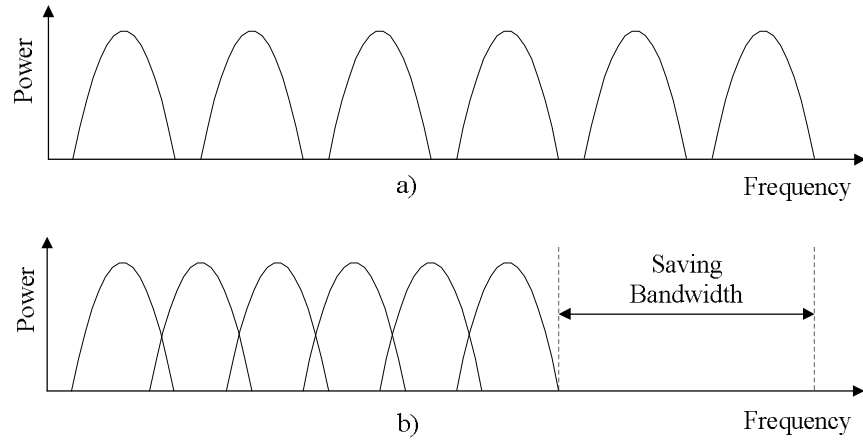 Power
a)
Frequency
Power
Saving
Bandwidth
b)
Frequency